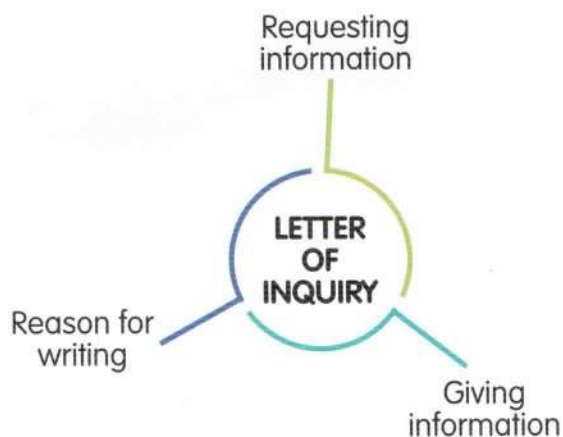 Requesting
information
LETTER
OF
INQUIRY
Reason for
writing
Giving
information